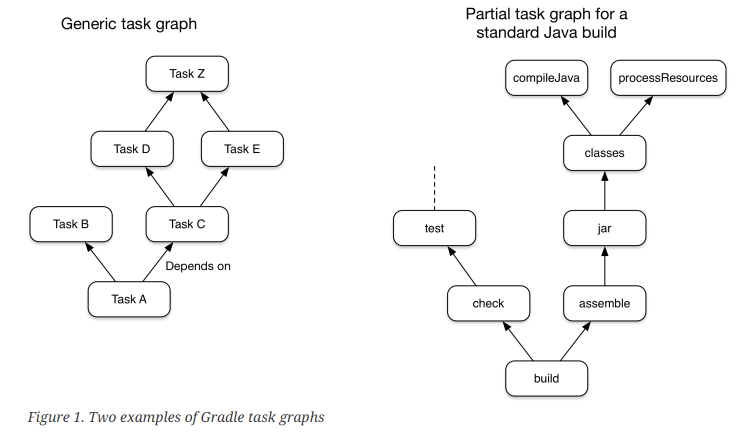 Generic task graph
Task Z
Task D
Task E
Task B
Task C
Depends on
Task A
Partial task graph for a
standard Java build
compileJava
processResources
classes
test
jar
check
assemble
build
Figure 1. Two examples of Gradle task graphs